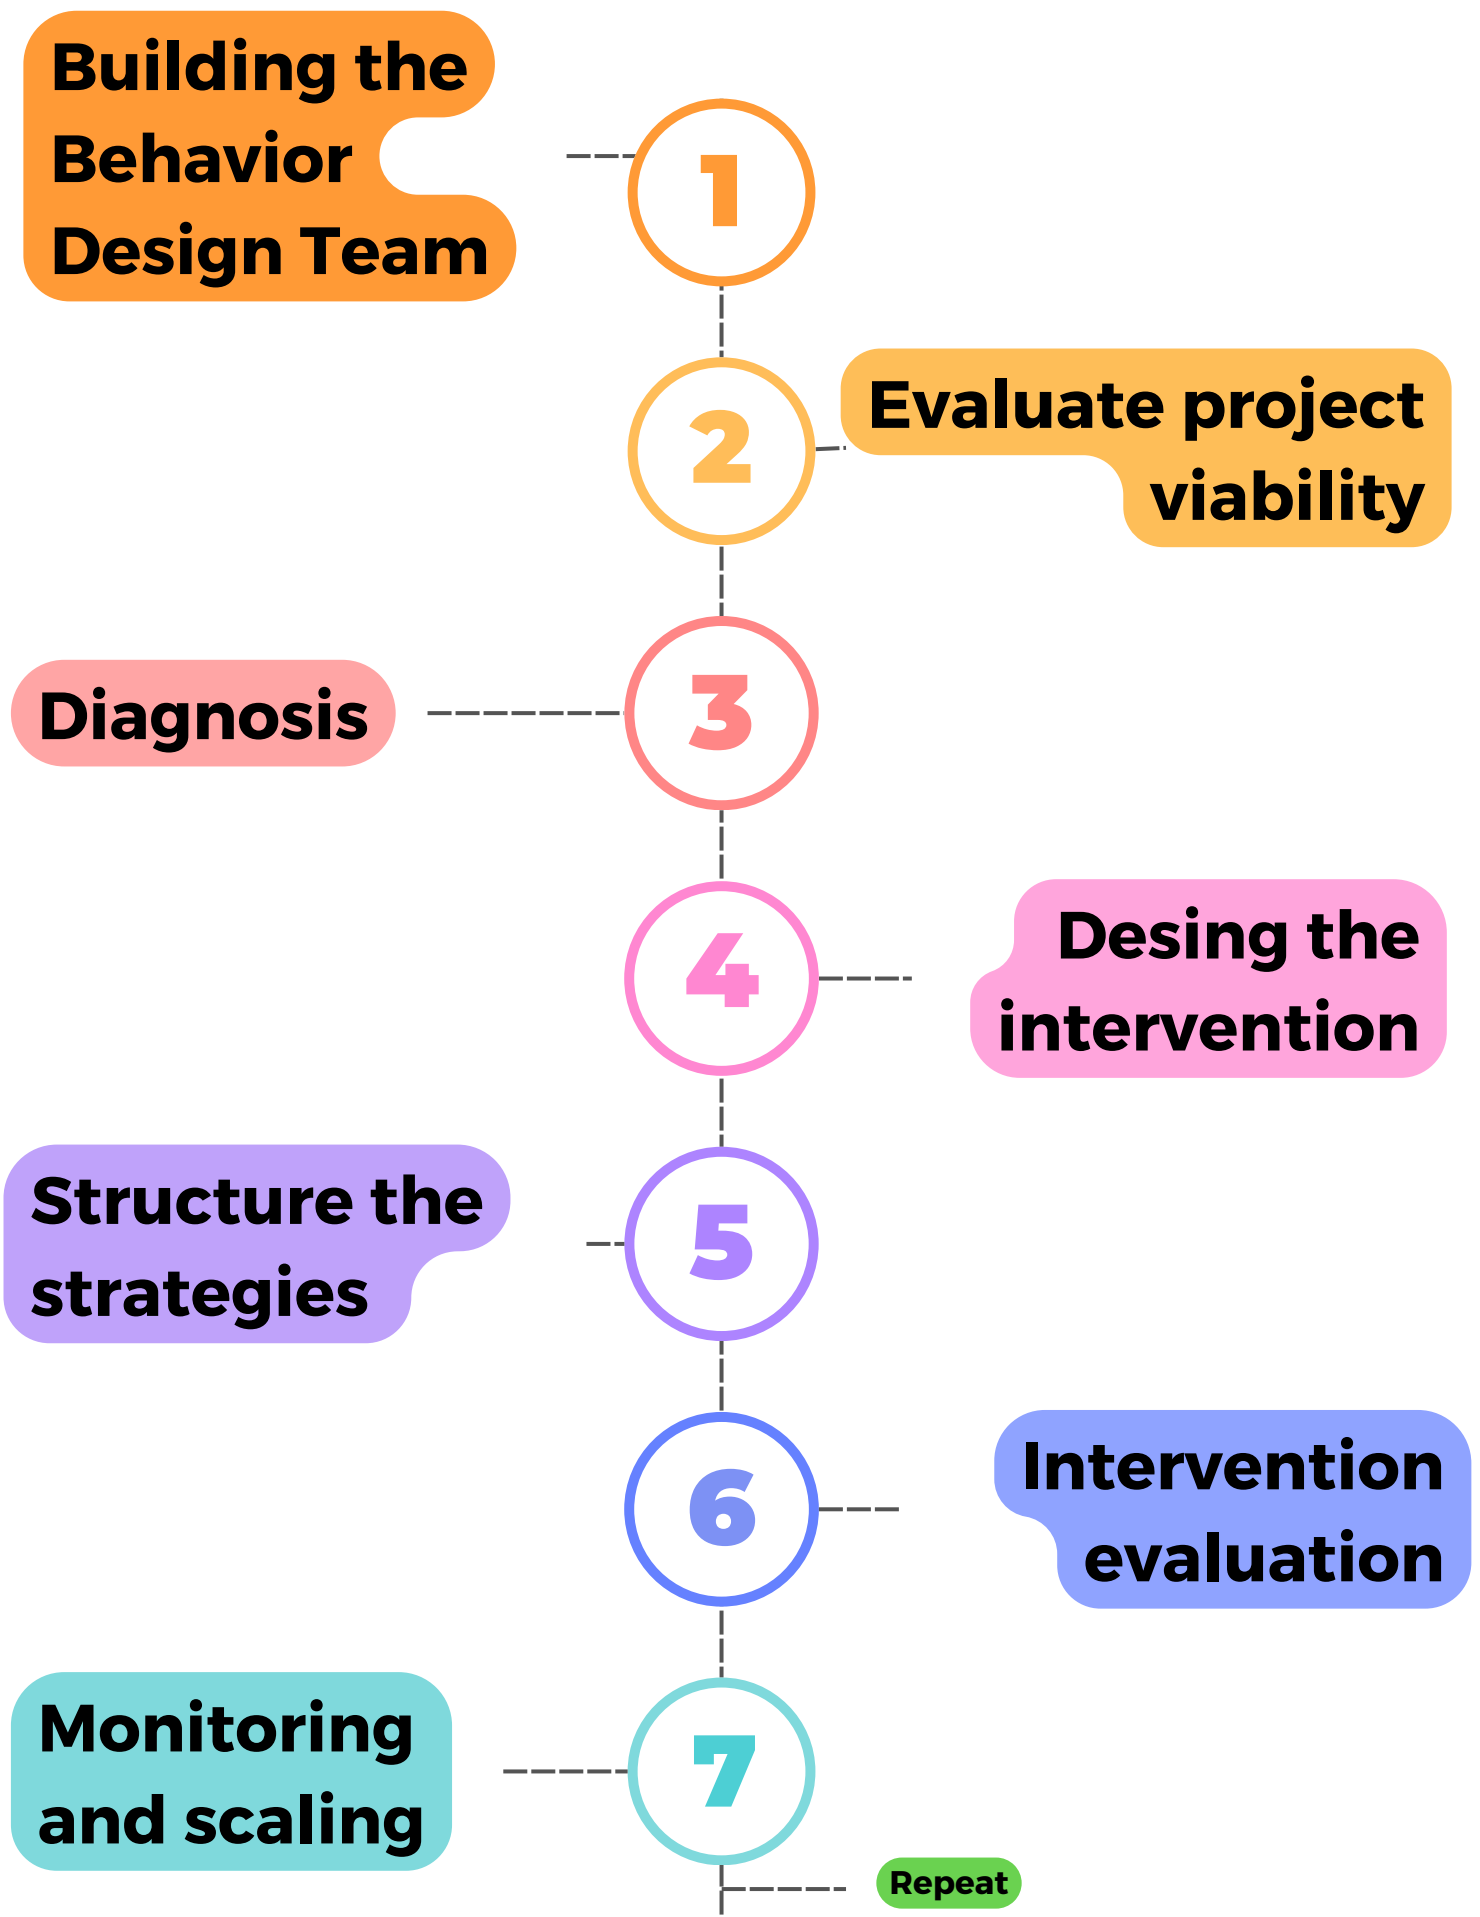 Building the
Behavior
Design Team
1
2
Evaluate project
viability
Diagnosis
3
4
Desing the
intervention
Structure the
strategies
5
6
Intervention
evaluation
Monitoring
and scaling
7
Repeat